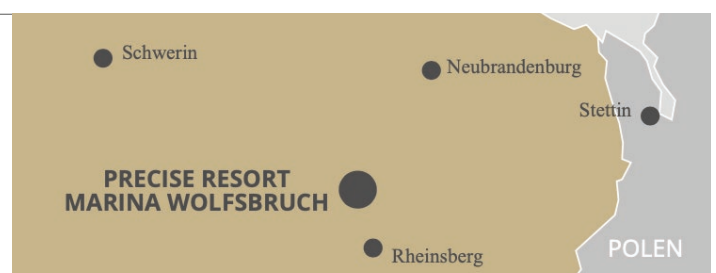 Schwerin
Neubrandenburg
Stettin
PRECISE RESORT
MARINA WOLFSBRUCH
Rheinsberg
POLEN